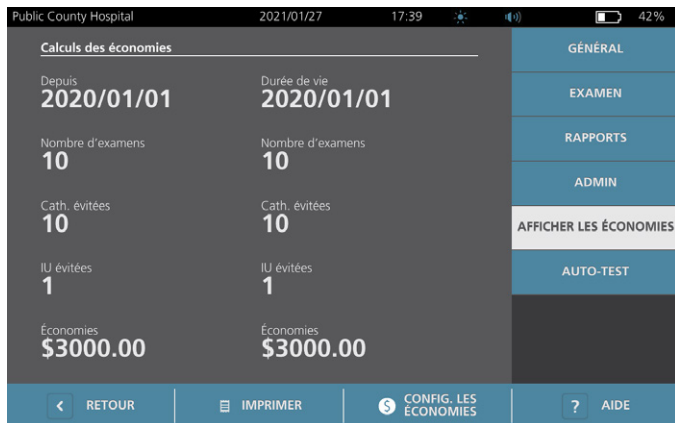 Public County Hospital 2021/01/27 17:39 42%
Calculs des économies
Depuis Durée de vie
2020/01/01 2020/01/01
Nombre d'examens Nombre d'examens
10 10
Cath. évitées Cath. évitées
10 10
IU évitées IU évitées
1 1
Économies Économies
$3000.00 $3000.00
GÉNÉRAL
EXAMEN
RAPPORTS
ADMIN
AFFICHER LES ÉCONOMIES
AUTO-TEST
< RETOUR
IMPRIMER
$ CONFIG. LES
ÉCONOMIES
? AIDE